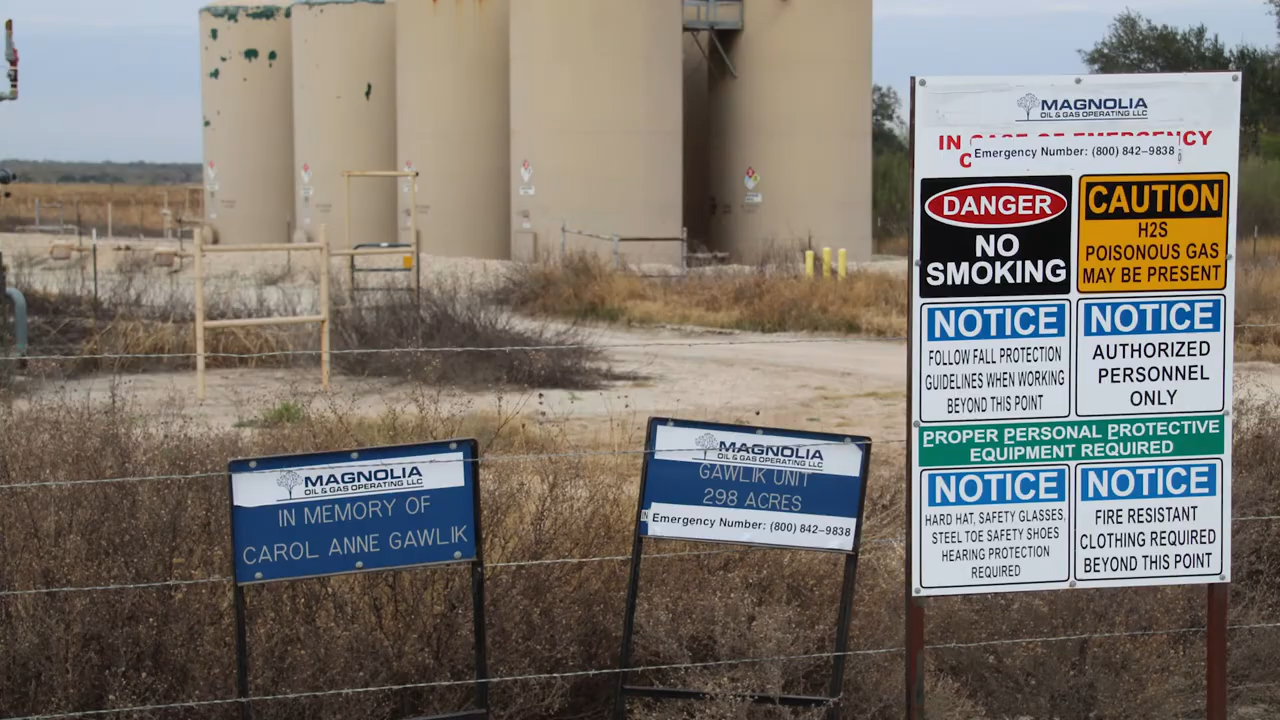 MAGNOLIA
OIL & GAS OPERATING LLC
IN MEMORY OF
CAROL ANNE GAWLIK
MAGNOLIA
OIL & GAS OPERATING LLC
GAWLIK UNIT
298 ACRES
IN
Emergency Number: (800) 842-9838
MAGNOLIA
OIL & GAS OPERATING LLC
IN CASE OF EMERGENCY
C
Emergency Number: (800) 842-9838
DANGER
NO
SMOKING
CAUTION
H2S
POISONOUS GAS
MAY BE PRESENT
NOTICE
FOLLOW FALL PROTECTION
GUIDELINES WHEN WORKING
BEYOND THIS POINT
NOTICE
AUTHORIZED
PERSONNEL
ONLY
PROPER PERSONAL PROTECTIVE
EQUIPMENT REQUIRED
NOTICE
HARD HAT, SAFETY GLASSES,
STEEL TOE SAFETY SHOES
HEARING PROTECTION
REQUIRED
NOTICE
FIRE RESISTANT
CLOTHING REQUIRED
BEYOND THIS POINT